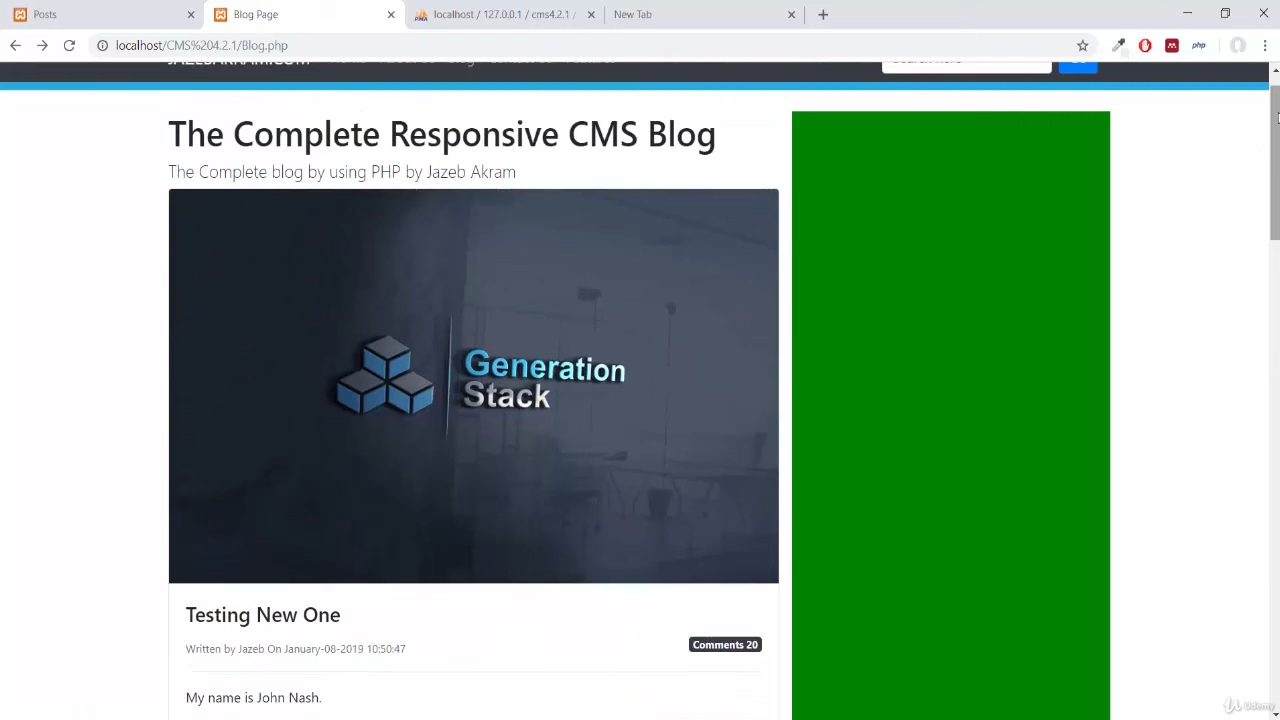 Posts
Blog Page
localhost / 127.0.0.1 / cms4.2.1 /
New Tab
localhost/CMS%204.2.1/Blog.php
php
The Complete Responsive CMS Blog
The Complete blog by using PHP by Jazeb Akram
Generation
Stack
Testing New One
Comments 20
Written by Jazeb On January-08-2019 10:50:47
My name is John Nash.
Udemy